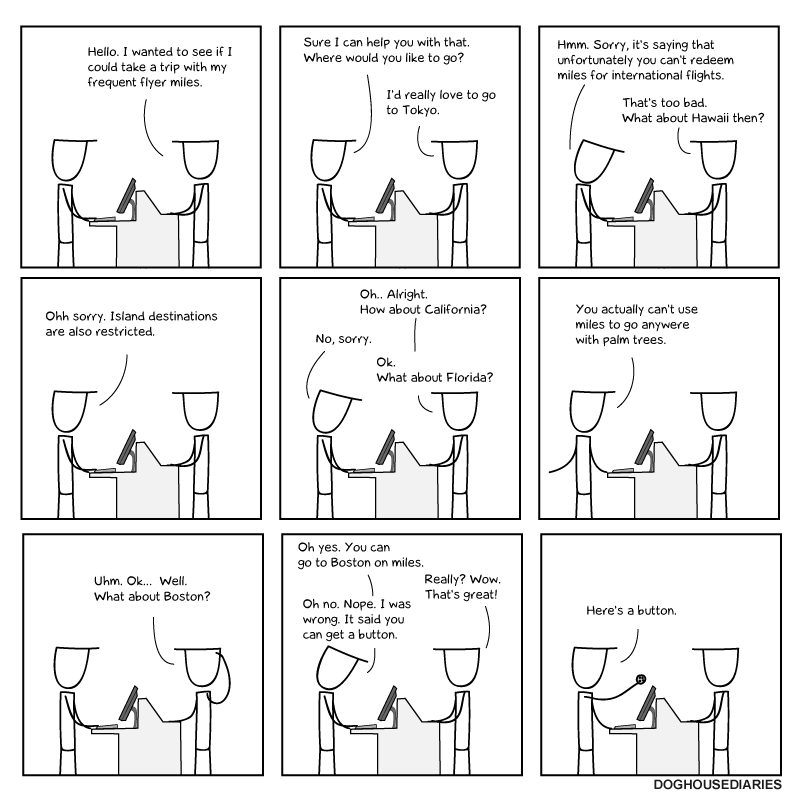 Hello. I wanted to see if I
could take a trip with my
frequent flyer miles.
Sure I can help you with that.
Where would you like to go?
I'd really love to go
to Tokyo.
Hmm. Sorry, it's saying that
unfortunately you can't redeem
miles for international flights.
That's too bad.
What about Hawaii then?
Ohh sorry. Island destinations
are also restricted.
Oh.. Alright.
How about California?
No, sorry.
Ok.
What about Florida?
You actually can't use
miles to go anywere
with palm trees.
Uhm. Ok... Well.
What about Boston?
Oh yes. You can
go to Boston on miles.
Really? Wow.
That's great!
Oh no. Nope. I was
wrong. It said you
can get a button.
Here's a button.
DOGHOUSEDIARIES